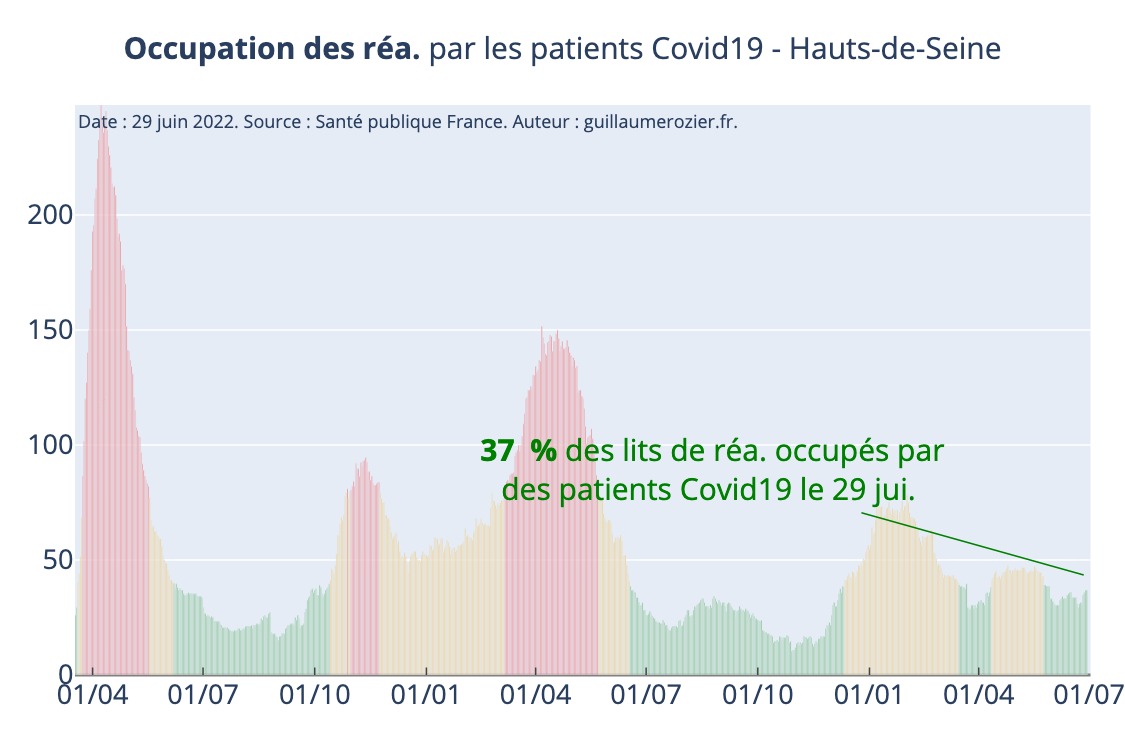 Occupation des réa. par les patients Covid19 - Hauts-de-Seine
Date : 29 juin 2022. Source : Santé publique France. Auteur : guillaumerozier.fr.
200
150
100
50
0
37 % des lits de réa. occupés par
des patients Covid19 le 29 jui.
01/04 01/07 01/10 01/01 01/04 01/07 01/10 01/01 01/04 01/07